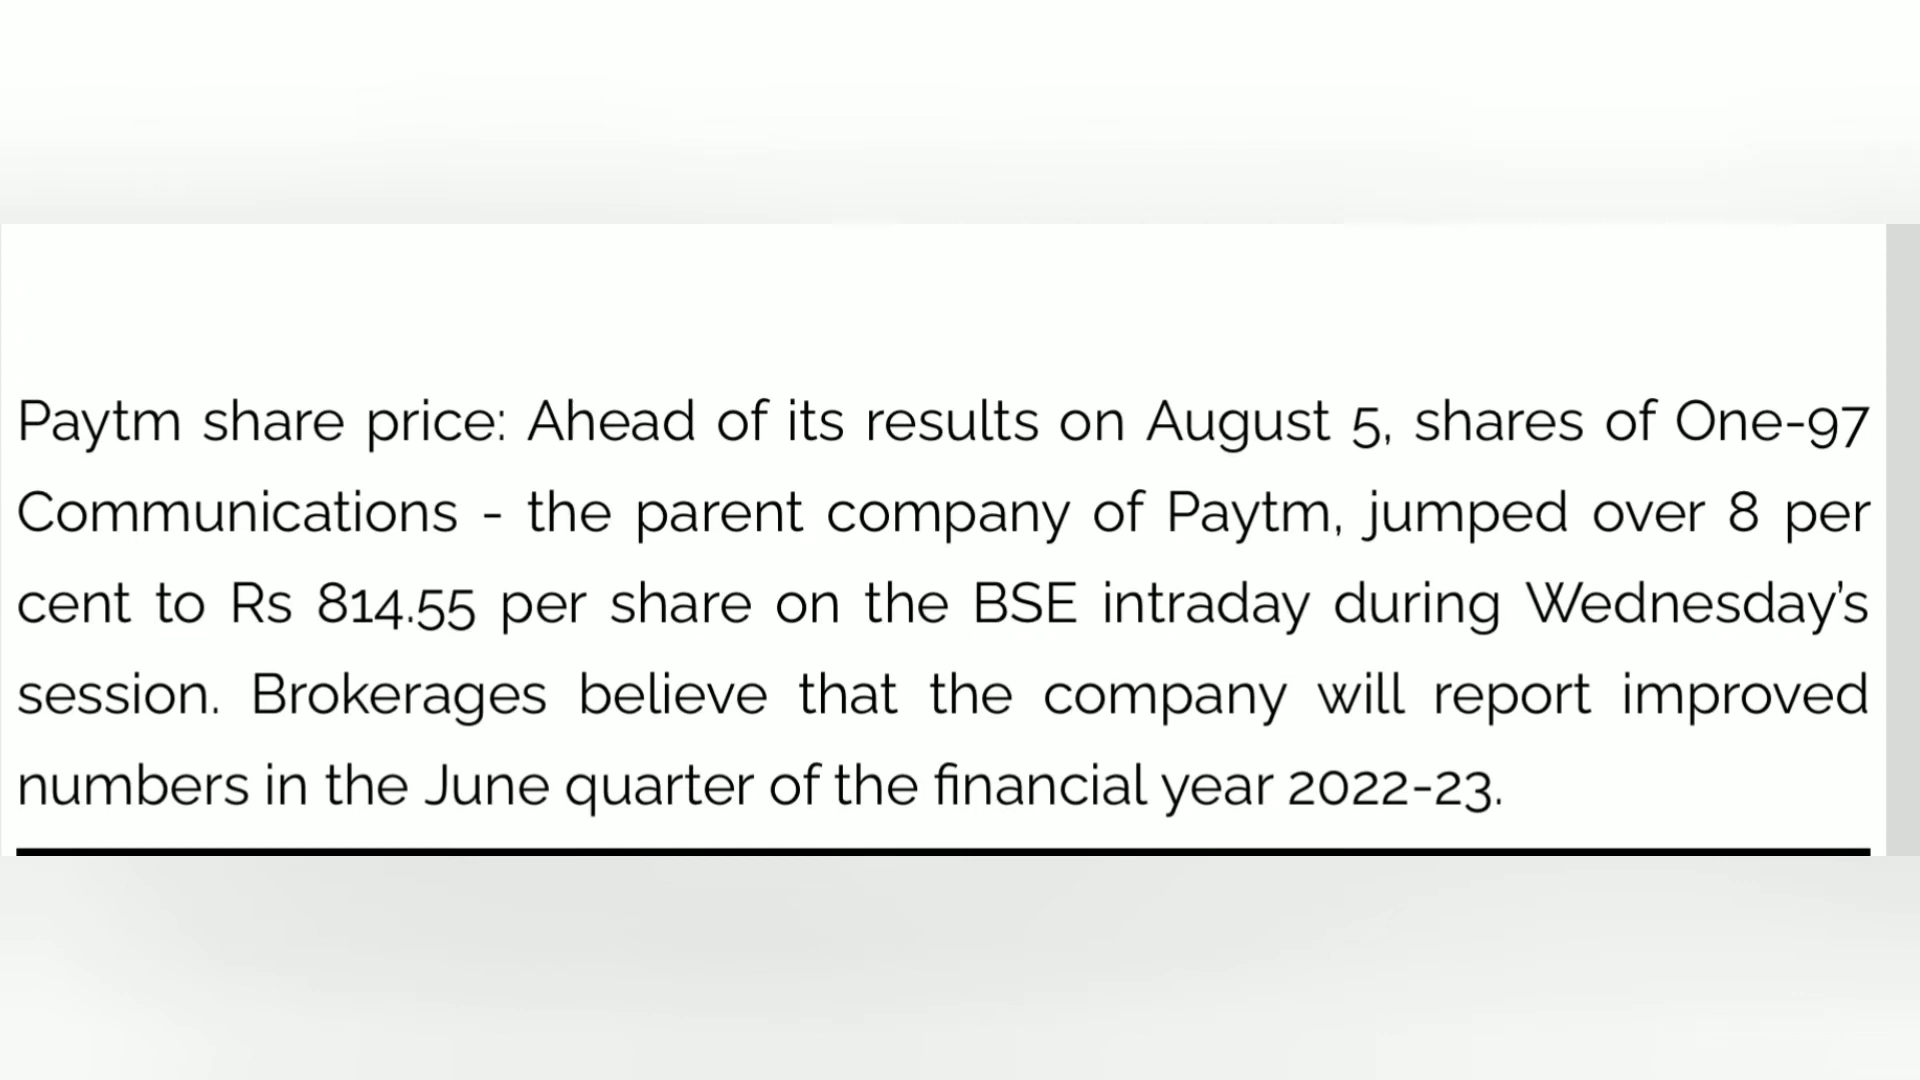 Paytm share price: Ahead of its results on August 5, shares of One-97
Communications - the parent company of Paytm, jumped over 8 per
cent to Rs 814.55 per share on the BSE intraday during Wednesday’s
session. Brokerages believe that the company will report improved
numbers in the June quarter of the financial year 2022-23.